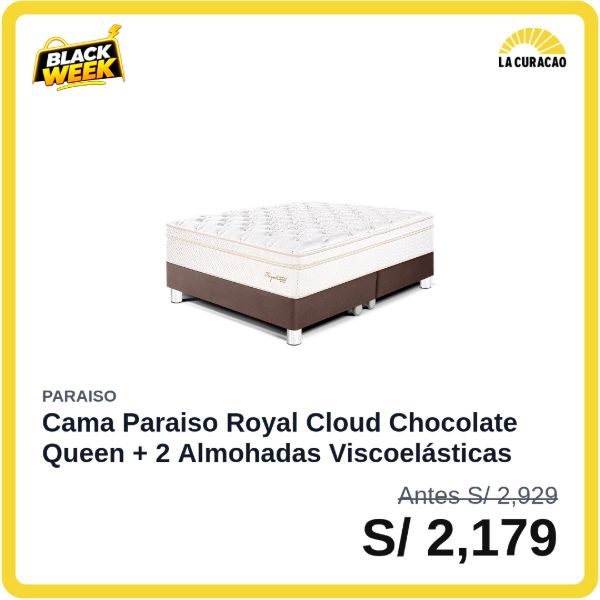 BLACK
WEEK
LA CURACAO
PARAISO
Cama Paraiso Royal Cloud Chocolate
Queen + 2 Almohadas Viscoelásticas
Antes S/ 2,929
S/ 2,179